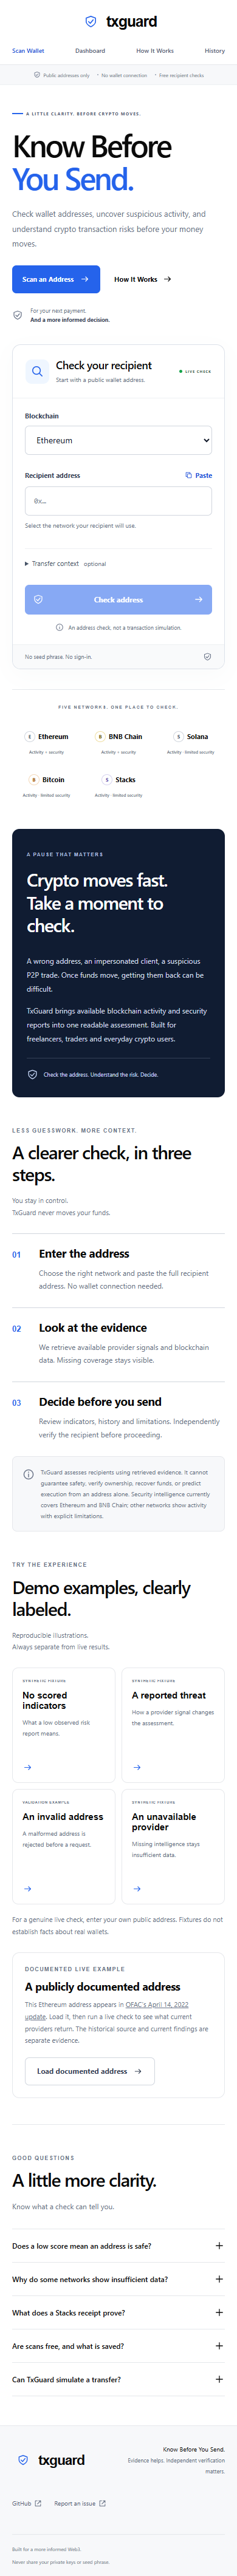 txguard
Scan Wallet Dashboard How It Works History
Public addresses only · No wallet connection · Free recipient checks
A LITTLE CLARITY. BEFORE CRYPTO MOVES.
Know Before
You Send.
Check wallet addresses, uncover suspicious activity, and
understand crypto transaction risks before your money
moves.
Scan an Address → How It Works →
For your next payment.
And a more informed decision.
Check your recipient
Start with a public wallet address.
LIVE CHECK
Blockchain
Ethereum
Recipient address Paste
0x…
Select the network your recipient will use.
▶ Transfer context optional
Check address →
An address check, not a transaction simulation.
No seed phrase. No sign-in.
FIVE NETWORKS. ONE PLACE TO CHECK.
E Ethereum
Activity + security
B BNB Chain
Activity + security
S Solana
Activity · limited security
B Bitcoin
Activity · limited security
S Stacks
Activity · limited security
A PAUSE THAT MATTERS
Crypto moves fast.
Take a moment to
check.
A wrong address, an impersonated client, a suspicious
P2P trade. Once funds move, getting them back can be
difficult.
TxGuard brings available blockchain activity and security
reports into one readable assessment. Built for
freelancers, traders and everyday crypto users.
Check the address. Understand the risk. Decide.
LESS GUESSWORK. MORE CONTEXT.
A clearer check, in three
steps.
You stay in control.
TxGuard never moves your funds.
01 Enter the address
Choose the right network and paste the full recipient
address. No wallet connection needed.
02 Look at the evidence
We retrieve available provider signals and blockchain
data. Missing coverage stays visible.
03 Decide before you send
Review indicators, history and limitations. Independently
verify the recipient before proceeding.
TxGuard assesses recipients using retrieved evidence. It cannot
guarantee safety, verify ownership, recover funds, or predict
execution from an address alone. Security intelligence currently
covers Ethereum and BNB Chain; other networks show activity
with explicit limitations.
TRY THE EXPERIENCE
Demo examples, clearly
labeled.
Reproducible illustrations.
Always separate from live results.
SYNTHETIC FIXTURE
No scored
indicators
What a low observed risk
report means.
→
SYNTHETIC FIXTURE
A reported threat
How a provider signal changes
the assessment.
→
VALIDATION EXAMPLE
An invalid address
A malformed address is
rejected before a request.
→
SYNTHETIC FIXTURE
An unavailable
provider
Missing intelligence stays
insufficient data.
→
For a genuine live check, enter your own public address. Fixtures do not
establish facts about real wallets.
DOCUMENTED LIVE EXAMPLE
A publicly documented address
This Ethereum address appears in OFAC's April 14, 2022
update. Load it, then run a live check to see what current
providers return. The historical source and current findings are
separate evidence.
Load documented address →
GOOD QUESTIONS
A little more clarity.
Know what a check can tell you.
Does a low score mean an address is safe? +
Why do some networks show insufficient data? +
What does a Stacks receipt prove? +
Are scans free, and what is saved? +
Can TxGuard simulate a transfer? +
txguard
Know Before You Send.
Evidence helps. Independent verification
matters.
GitHub Report an issue
Built for a more informed Web3.
Never share your private keys or seed phrase.